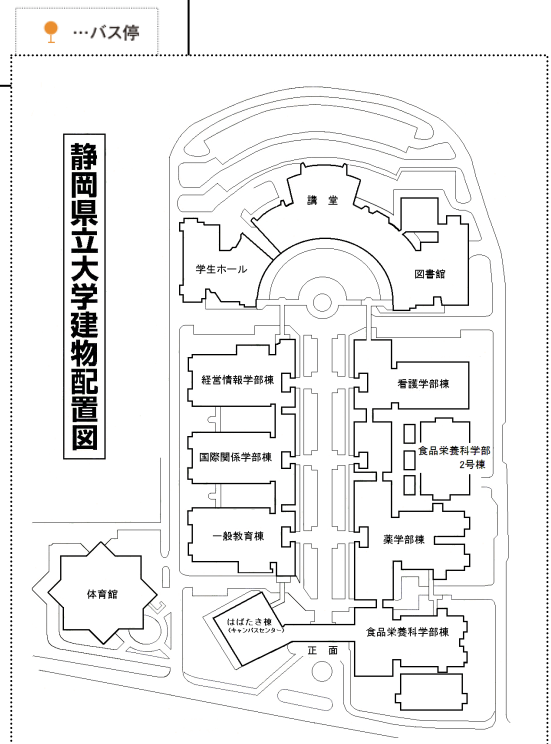 …バス停
静岡県立大学建物配置図
講 堂
学生ホール
図書館
経営情報学部棟
看護学部棟
国際関係学部棟
食品栄養科学部
2号棟
一般教育棟
薬学部棟
体育館
はばたき棟
(キャンパスセンター)
食品栄養科学部棟
正 面